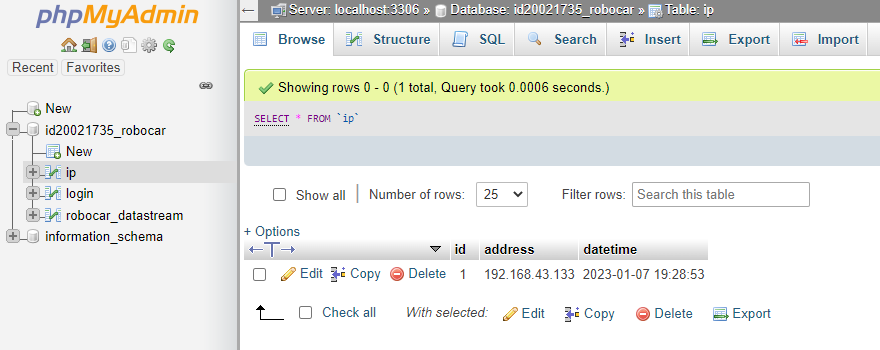 phpMyAdmin
Recent Favorites
New
id20021735_robocar
New
ip
login
robocar_datastream
information_schema
Server: localhost:3306 » Database: id20021735_robocar » Table: ip
Browse Structure SQL Search Insert Export Import
Showing rows 0 - 0 (1 total, Query took 0.0006 seconds.)
SELECT * FROM `ip`
Show all Number of rows: 25 Filter rows: Search this table
+ Options
←T→ id address datetime
Edit Copy Delete 1 192.168.43.133 2023-01-07 19:28:53
Check all With selected: Edit Copy Delete Export